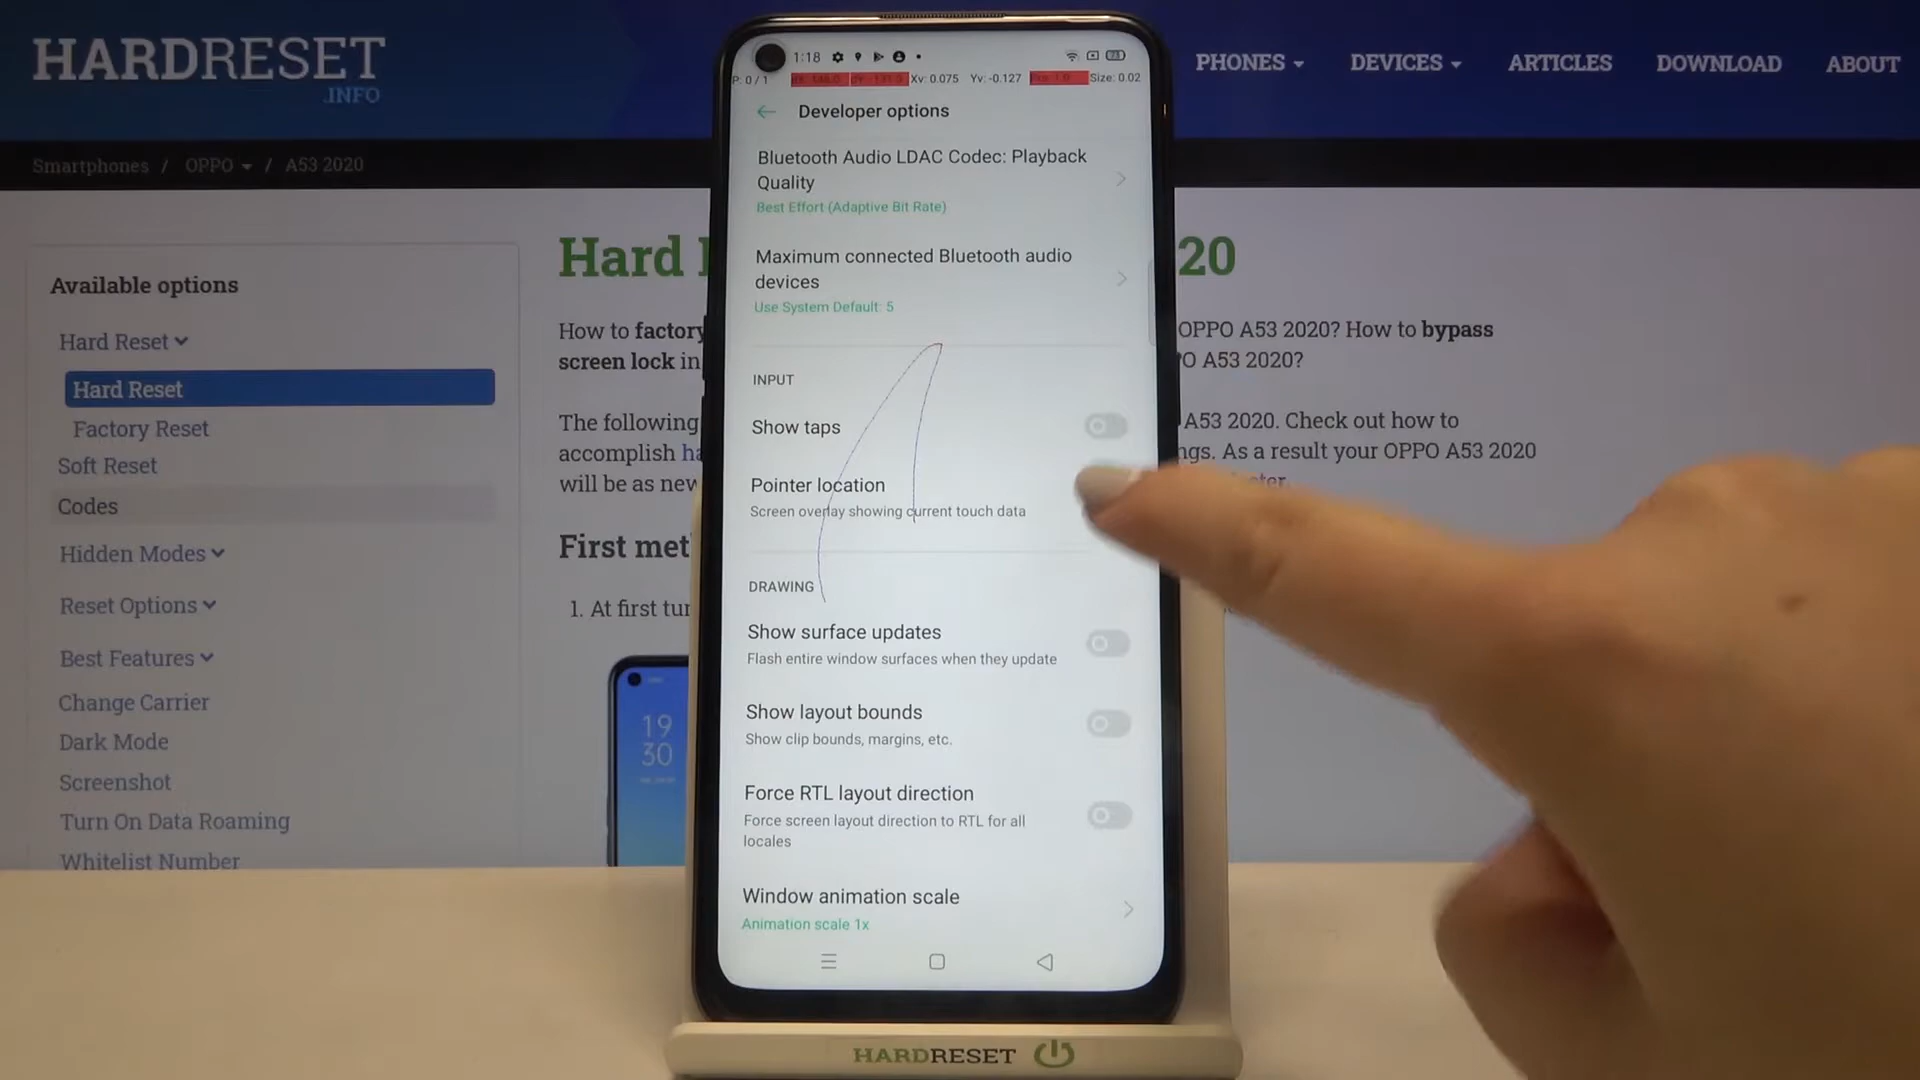 HARDRESET
.INFO
PHONES
DEVICES
ARTICLES
DOWNLOAD
ABOUT
Smartphones / OPPO / A53 2020
Available options
Hard Reset
Hard Reset
Factory Reset
Soft Reset
Codes
Hidden Modes
Reset Options
Best Features
Change Carrier
Dark Mode
Screenshot
Turn On Data Roaming
Whitelist Number
Hard
20
How to factory
OPPO A53 2020? How to bypass
screen lock in
A53 2020?
The following
A53 2020. Check out how to
accomplish
ngs. As a result your OPPO A53 2020
will be as new
First met
1. At first tur
19
30
1:18
P: 0 / 1
Xv: 0.075
Yv: -0.127
Size: 0.02
Developer options
Bluetooth Audio LDAC Codec: Playback
Quality
Best Effort (Adaptive Bit Rate)
Maximum connected Bluetooth audio
devices
Use System Default: 5
INPUT
Show taps
Pointer location
Screen overlay showing current touch data
DRAWING
Show surface updates
Flash entire window surfaces when they update
Show layout bounds
Show clip bounds, margins, etc.
Force RTL layout direction
Force screen layout direction to RTL for all
locales
Window animation scale
Animation scale 1x
HARDRESET